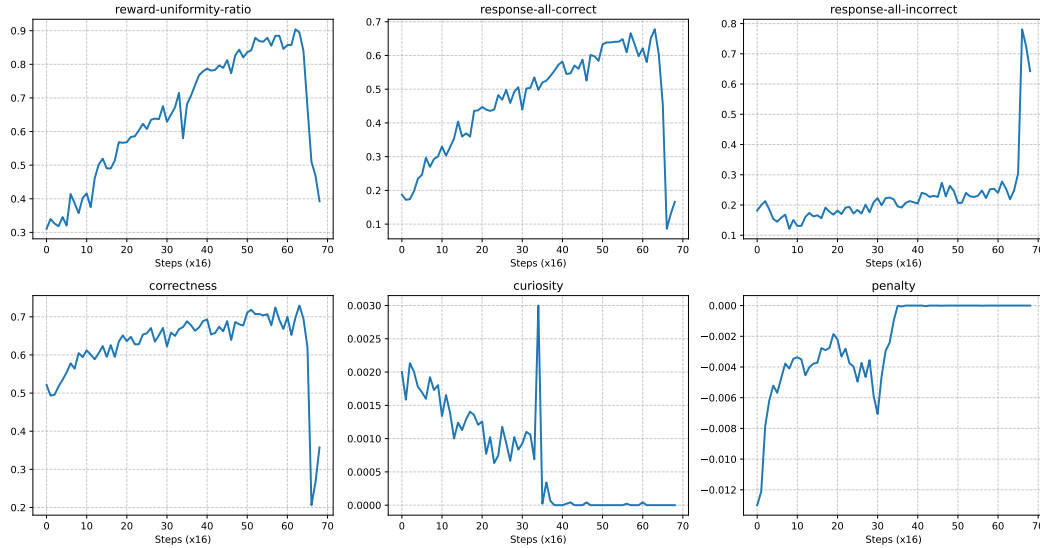 reward-uniformity-ratio
0.9
0.8
0.7
0.6
0.5
0.4
0.3
0 10 20 30 40 50 60 70
Steps (x16)
response-all-correct
0.7
0.6
0.5
0.4
0.3
0.2
0.1
0 10 20 30 40 50 60 70
Steps (x16)
response-all-incorrect
0.8
0.7
0.6
0.5
0.4
0.3
0.2
0.1
0 10 20 30 40 50 60 70
Steps (x16)
correctness
0.7
0.6
0.5
0.4
0.3
0.2
0 10 20 30 40 50 60 70
Steps (x16)
curiosity
0.0030
0.0025
0.0020
0.0015
0.0010
0.0005
0.0000
0 10 20 30 40 50 60 70
Steps (x16)
penalty
0.000
−0.002
−0.004
−0.006
−0.008
−0.010
−0.012
0 10 20 30 40 50 60 70
Steps (x16)